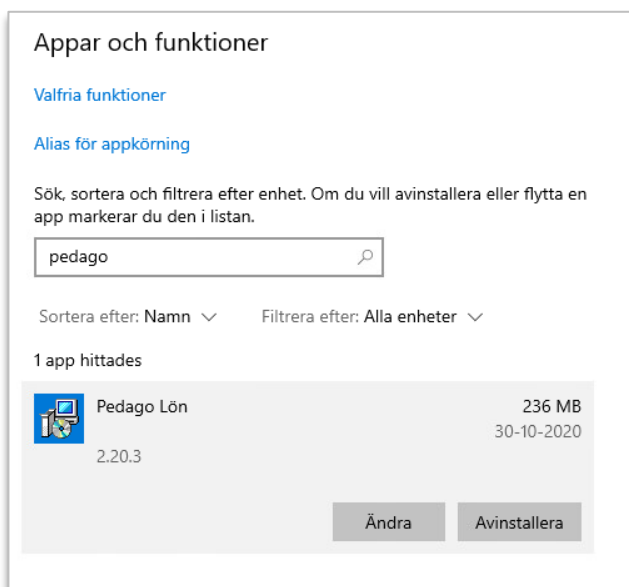 Appar och funktioner
Valfria funktioner
Alias för appkörning
Sök, sortera och filtrera efter enhet. Om du vill avinstallera eller flytta en
app markerar du den i listan.
pedago
Sortera efter: Namn Filtrera efter: Alla enheter
1 app hittades
Pedago Lön 236 MB
30-10-2020
2.20.3
Ändra Avinstallera